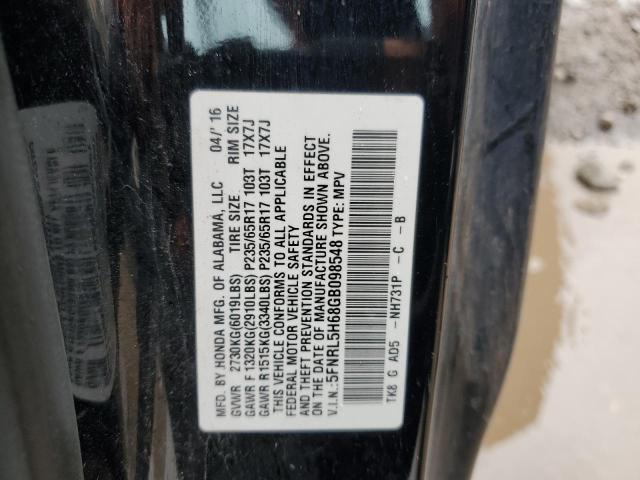 MFD. BY HONDA MFG. OF ALABAMA, LLC 04/'16
GVWR 2730KG(6019LBS) TIRE SIZE RIM SIZE
GAWR F 1320KG(2910LBS) P235/65R17 103T 17X7J
GAWR R1515KG(3340LBS) P235/65R17 103T 17X7J
THIS VEHICLE CONFORMS TO ALL APPLICABLE
FEDERAL MOTOR VEHICLE SAFETY
AND THEFT PREVENTION STANDARDS IN EFFECT
ON THE DATE OF MANUFACTURE SHOWN ABOVE.
V.I.N.:5FNRL5H68GB098548 TYPE: MPV
TK8 G AD5 -NH731P -C -B